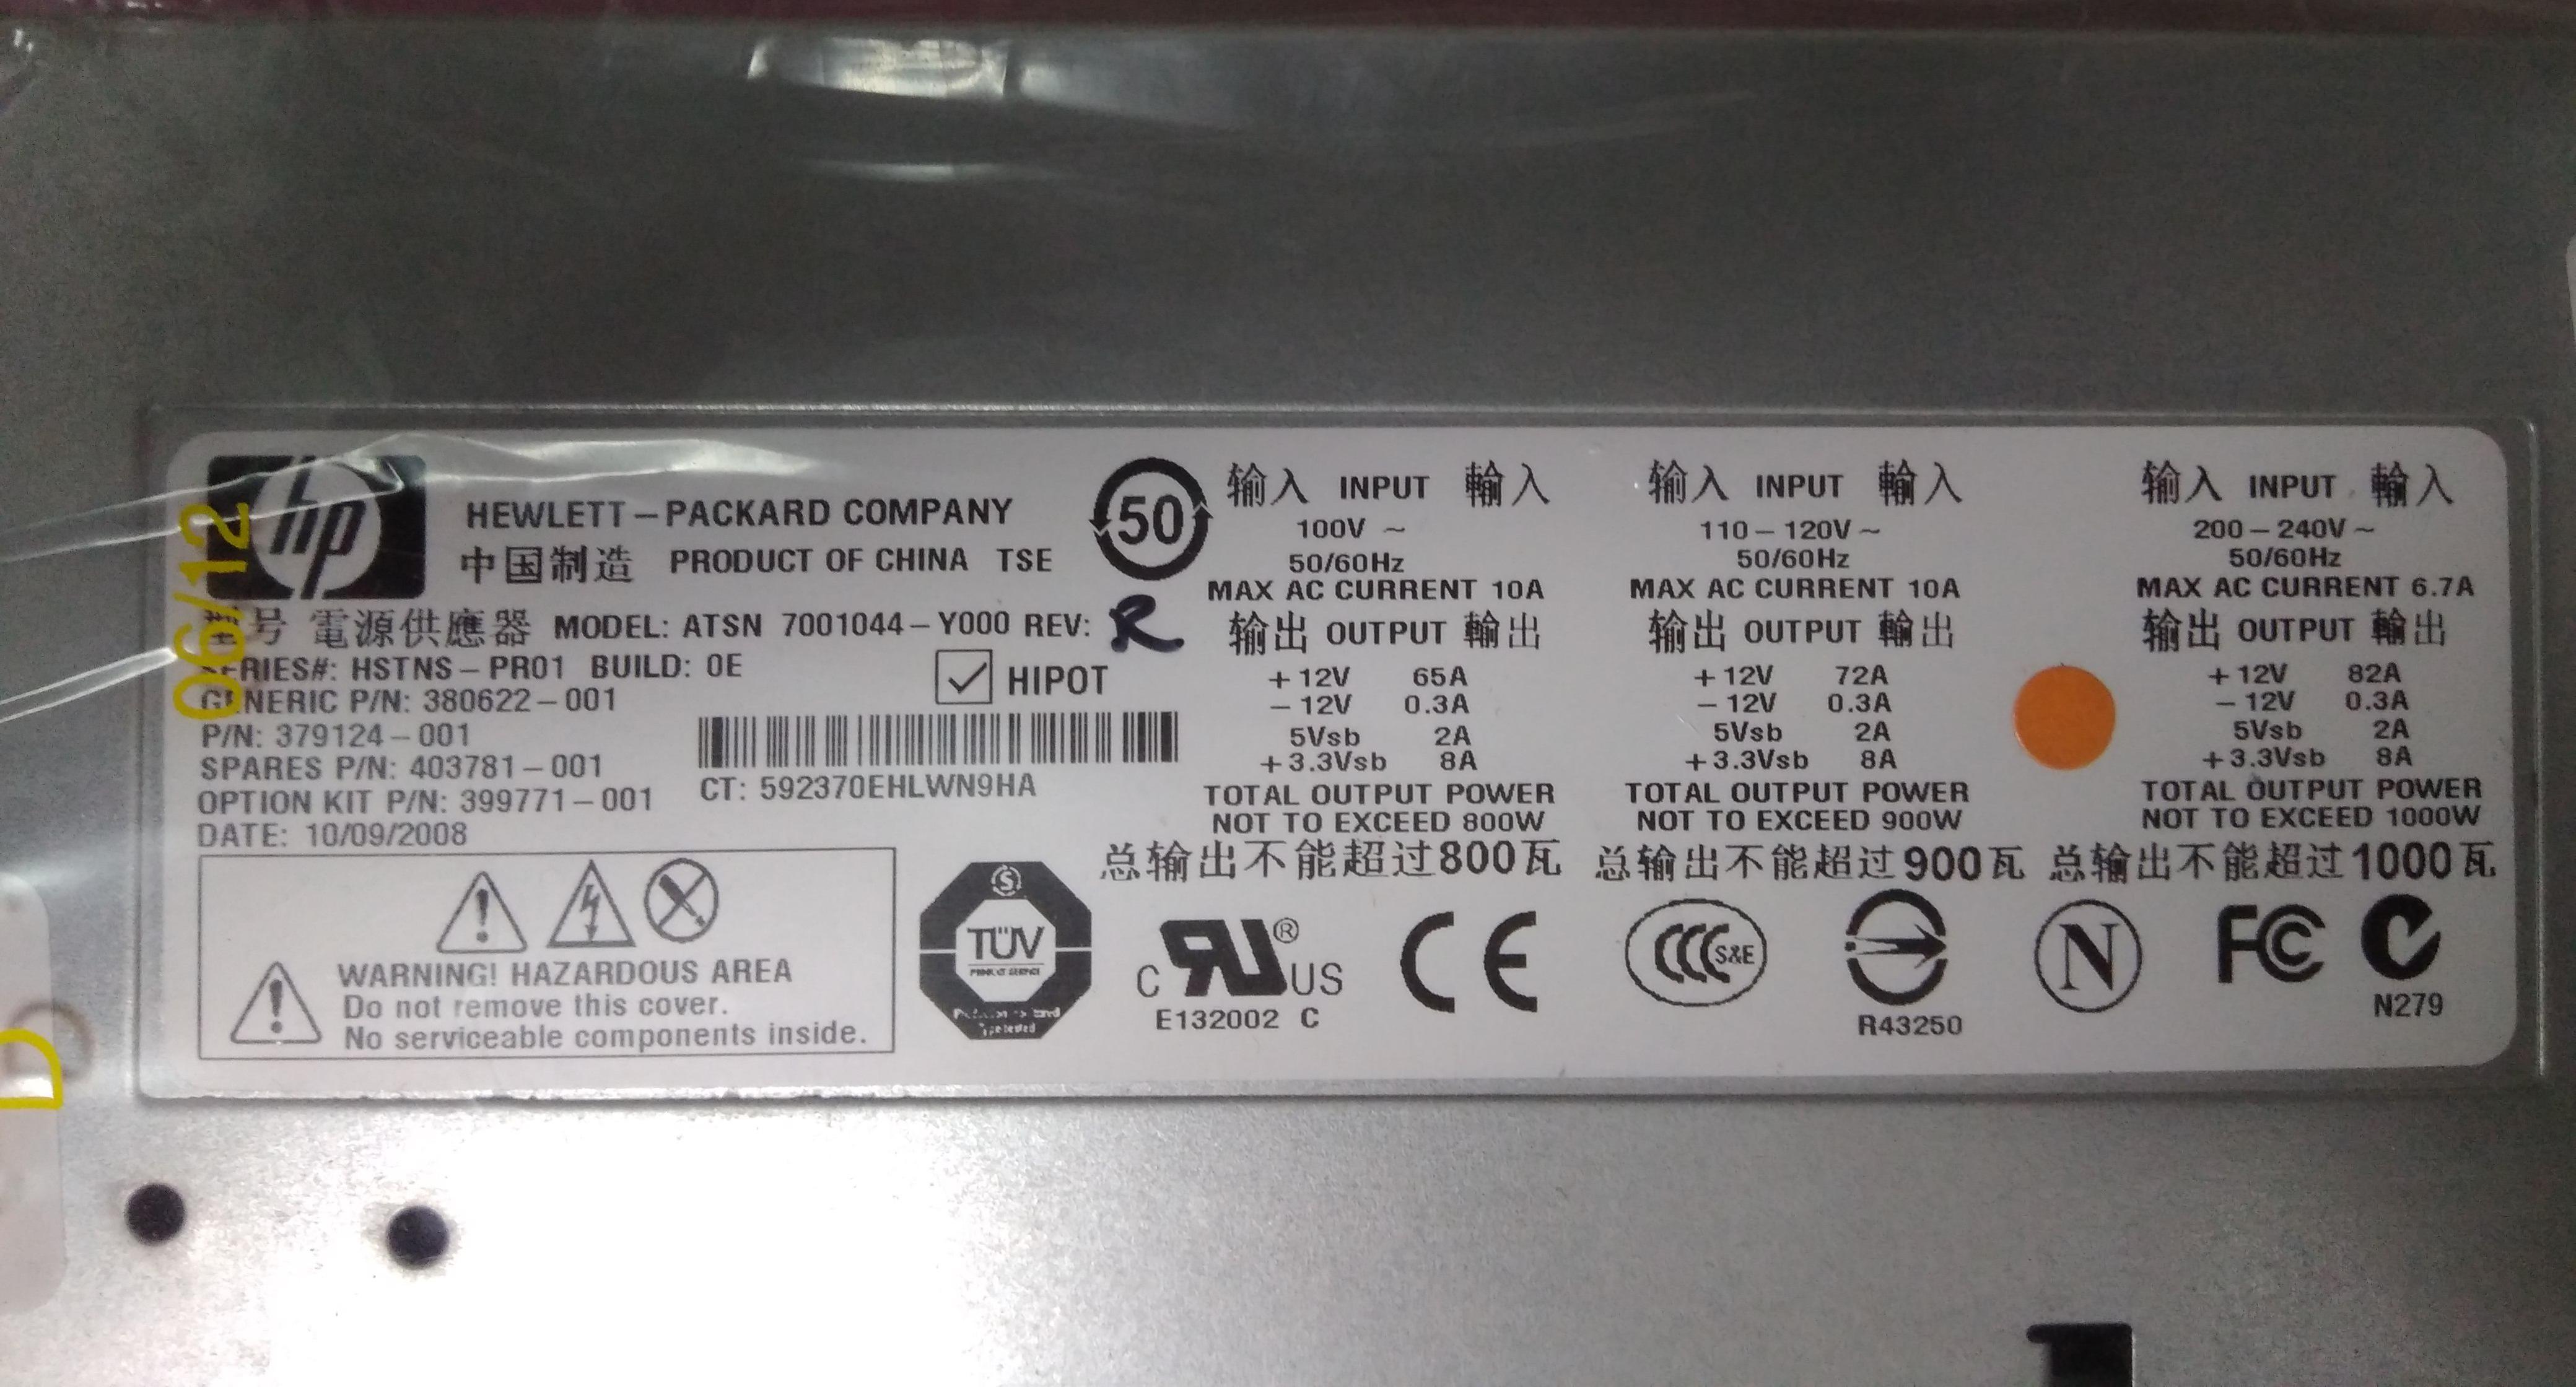 hp
HEWLETT-PACKARD COMPANY
中国制造 PRODUCT OF CHINA TSE
型号 電源供應器 MODEL: ATSN 7001044-Y000 REV: R
SERIES#: HSTNS-PR01 BUILD: 0E
GENERIC P/N: 380622-001
P/N: 379124-001
SPARES P/N: 403781-001
OPTION KIT P/N: 399771-001
DATE: 10/09/2008
06/12
HIPOT
CT: 592370EHLWN9HA
50
输入 INPUT 輸入
100V ~
50/60Hz
MAX AC CURRENT 10A
输出 OUTPUT 輸出
+12V 65A
-12V 0.3A
5Vsb 2A
+3.3Vsb 8A
TOTAL OUTPUT POWER
NOT TO EXCEED 800W
总输出不能超过800瓦
输入 INPUT 輸入
110-120V ~
50/60Hz
MAX AC CURRENT 10A
输出 OUTPUT 輸出
+12V 72A
-12V 0.3A
5Vsb 2A
+3.3Vsb 8A
TOTAL OUTPUT POWER
NOT TO EXCEED 900W
总输出不能超过900瓦
输入 INPUT 輸入
200-240V ~
50/60Hz
MAX AC CURRENT 6.7A
输出 OUTPUT 輸出
+12V 82A
-12V 0.3A
5Vsb 2A
+3.3Vsb 8A
TOTAL OUTPUT POWER
NOT TO EXCEED 1000W
总输出不能超过1000瓦
WARNING! HAZARDOUS AREA
Do not remove this cover.
No serviceable components inside.
S
TÜV
C RU ® US
E132002 C
CE
CCC S&E
R43250
N
FC
N279
D